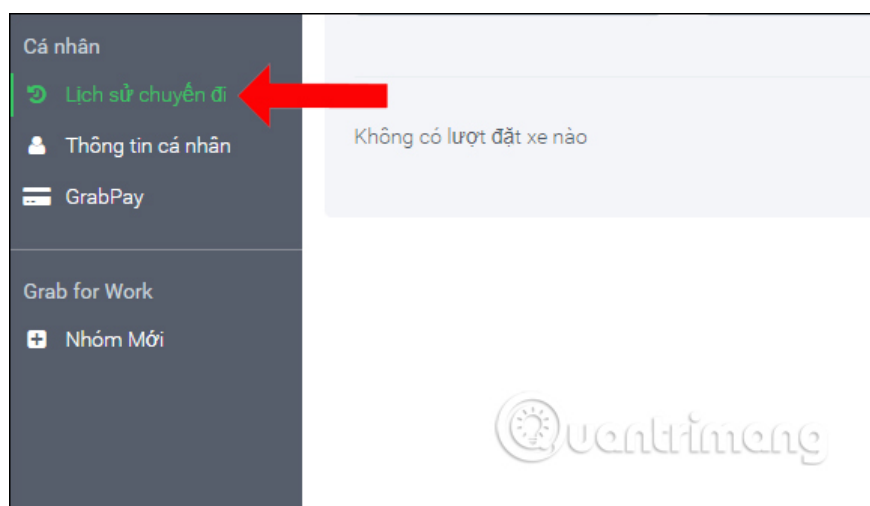 Cá nhân
Lịch sử chuyến đi
Thông tin cá nhân
GrabPay
Grab for Work
Nhóm Mới
Không có lượt đặt xe nào
Quantrimang